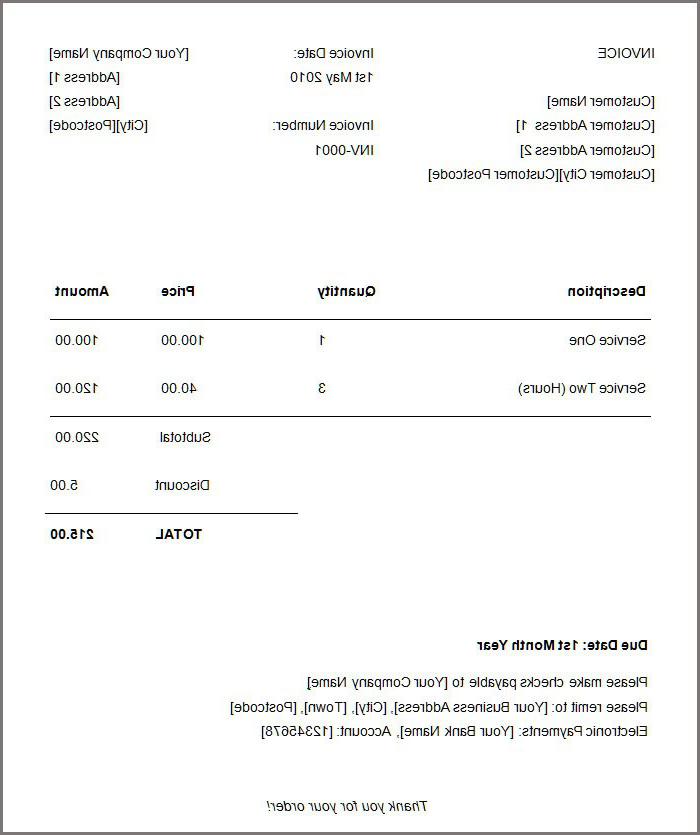 INVOICE Invoice Date: [Your Company Name]
1st May 2010 [Address 1]
[Customer Name] [Address 2]
[Customer Address 1] Invoice Number: [City][Postcode]
[Customer Address 2] INV-0001
[Customer City][Customer Postcode]
Description Quantity Price Amount
Service One 1 100.00 100.00
Service Two (Hours) 3 40.00 120.00
Subtotal 220.00
Discount 5.00
TOTAL 215.00
Due Date: 1st Month Year
Please make checks payable to [Your Company Name]
Please remit to: [Your Business Address], [City], [Town], [Postcode]
Electronic Payments: [Your Bank Name], Account: [12345678]
Thank you for your order!